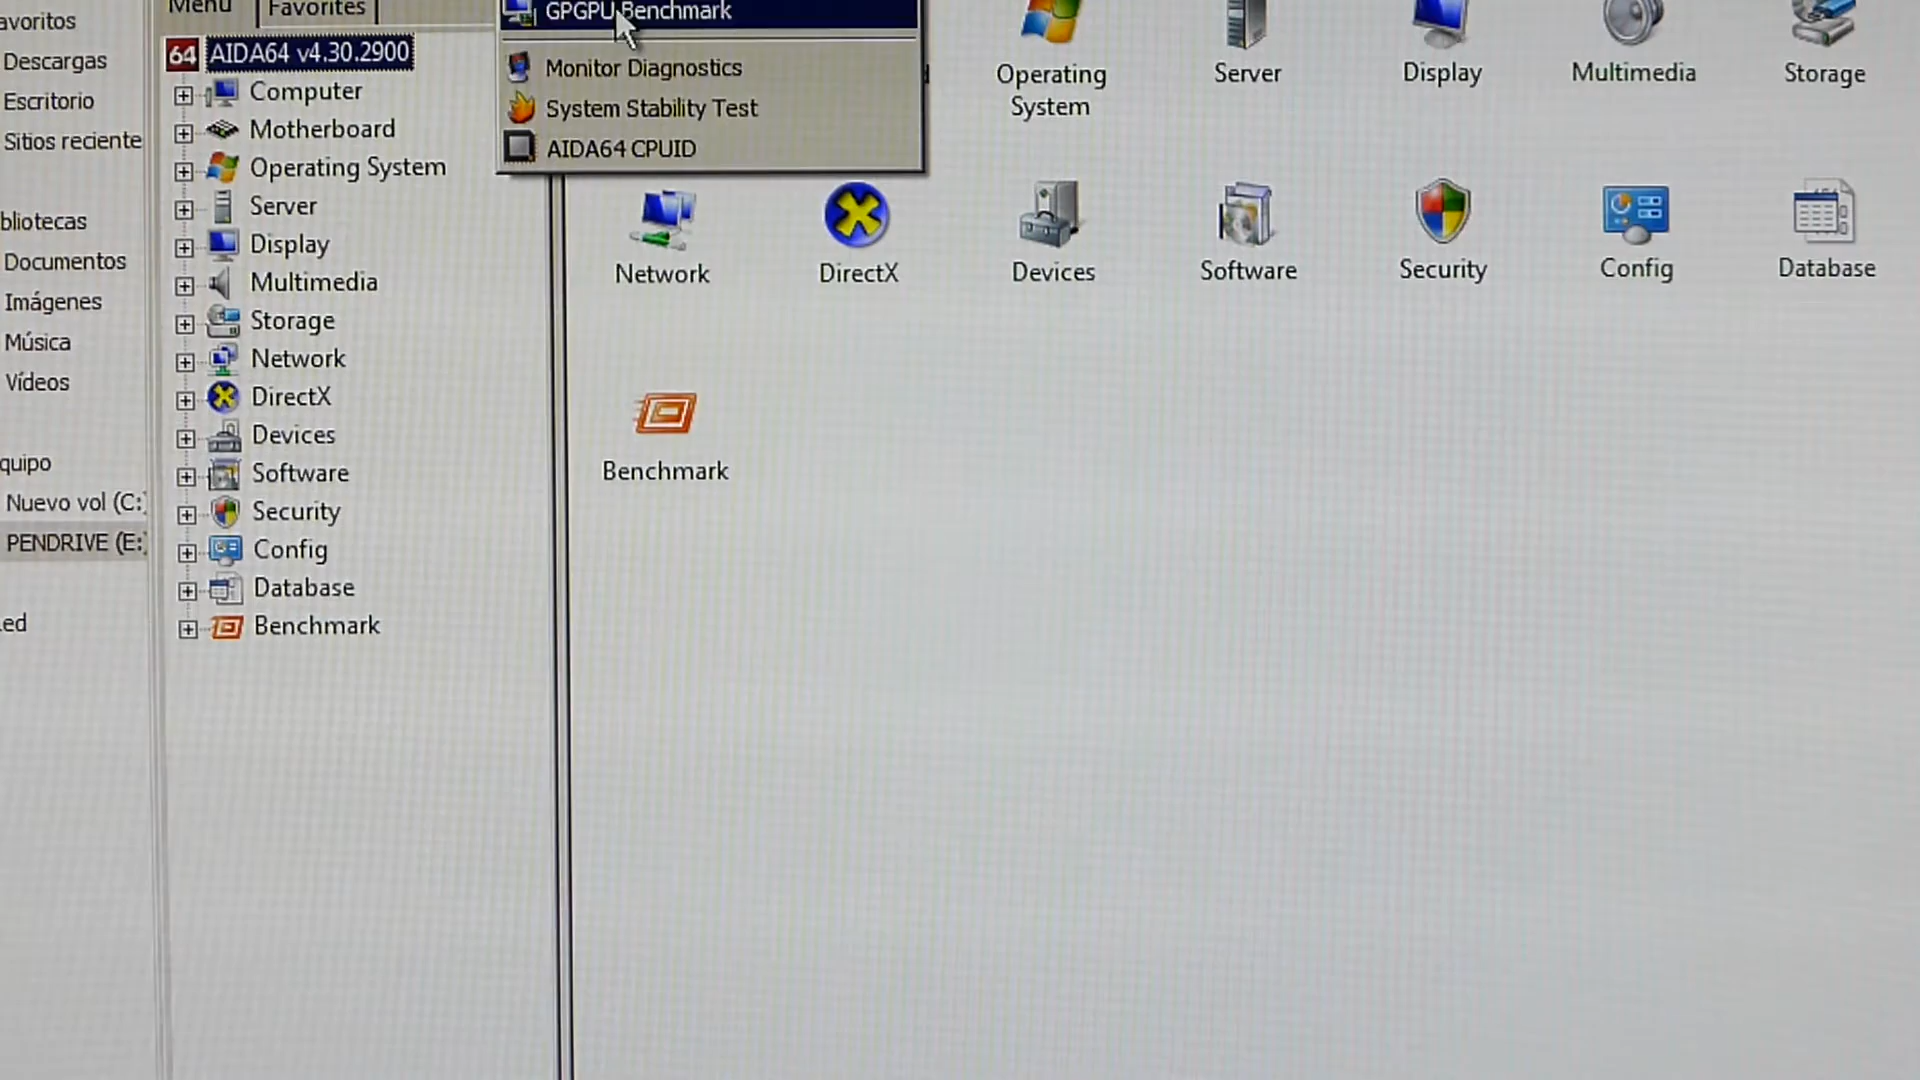 avoritos
Descargas
Escritorio
Sitios reciente
bliotecas
Documentos
Imágenes
Música
Vídeos
quipo
Nuevo vol (C:)
PENDRIVE (E:)
ed
Menu
Favorites
AIDA64 v4.30.2900
Computer
Motherboard
Operating System
Server
Display
Multimedia
Storage
Network
DirectX
Devices
Software
Security
Config
Database
Benchmark
GPGPU Benchmark
Monitor Diagnostics
System Stability Test
AIDA64 CPUID
Operating
System
Server
Display
Multimedia
Storage
Network
DirectX
Devices
Software
Security
Config
Database
Benchmark